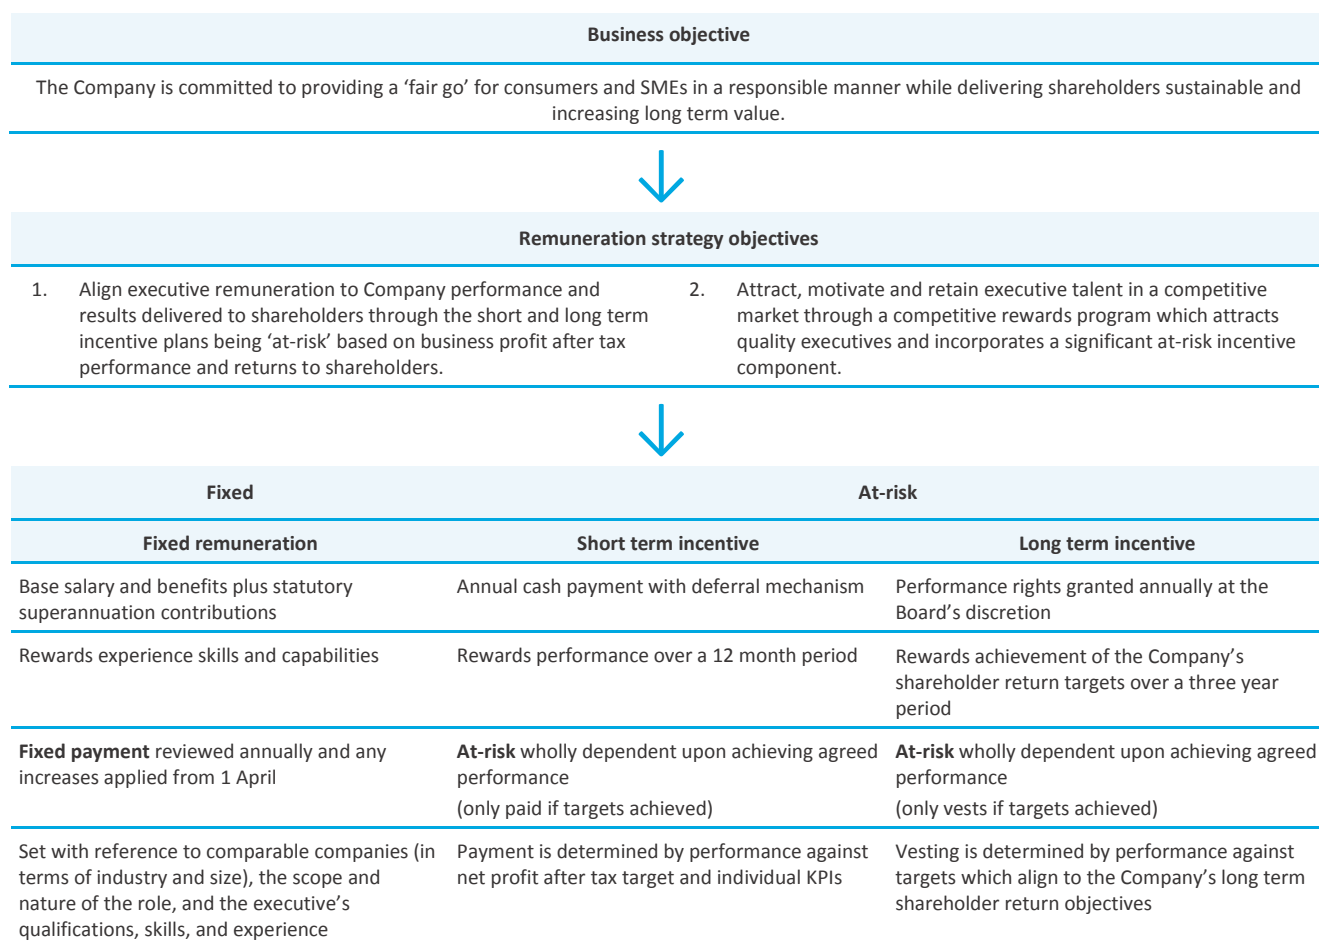 Business objective
The Company is committed to providing a ‘fair go’ for consumers and SMEs in a responsible manner while delivering shareholders sustainable and
increasing long term value.
Remuneration strategy objectives
1. Align executive remuneration to Company performance and
results delivered to shareholders through the short and long term
incentive plans being ‘at-risk’ based on business profit after tax
performance and returns to shareholders.
2. Attract, motivate and retain executive talent in a competitive
market through a competitive rewards program which attracts
quality executives and incorporates a significant at-risk incentive
component.
Fixed
At-risk
Fixed remuneration
Short term incentive
Long term incentive
Base salary and benefits plus statutory
superannuation contributions
Annual cash payment with deferral mechanism
Performance rights granted annually at the
Board’s discretion
Rewards experience skills and capabilities
Rewards performance over a 12 month period
Rewards achievement of the Company’s
shareholder return targets over a three year
period
Fixed payment reviewed annually and any
increases applied from 1 April
At-risk wholly dependent upon achieving agreed
performance
(only paid if targets achieved)
At-risk wholly dependent upon achieving agreed
performance
(only vests if targets achieved)
Set with reference to comparable companies (in
terms of industry and size), the scope and
nature of the role, and the executive’s
qualifications, skills, and experience
Payment is determined by performance against
net profit after tax target and individual KPIs
Vesting is determined by performance against
targets which align to the Company’s long term
shareholder return objectives